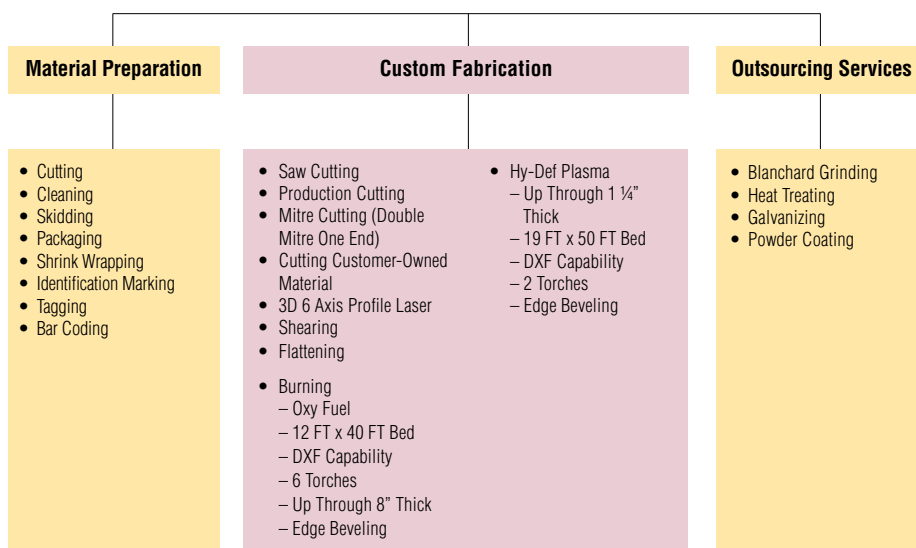 Material Preparation
Custom Fabrication
Outsourcing Services
• Cutting
• Cleaning
• Skidding
• Packaging
• Shrink Wrapping
• Identification Marking
• Tagging
• Bar Coding
• Saw Cutting
• Production Cutting
• Mitre Cutting (Double
Mitre One End)
• Cutting Customer-Owned
Material
• 3D 6 Axis Profile Laser
• Shearing
• Flattening
• Burning
– Oxy Fuel
– 12 FT x 40 FT Bed
– DXF Capability
– 6 Torches
– Up Through 8” Thick
– Edge Beveling
• Hy-Def Plasma
– Up Through 1 ¼”
Thick
– 19 FT x 50 FT Bed
– DXF Capability
– 2 Torches
– Edge Beveling
• Blanchard Grinding
• Heat Treating
• Galvanizing
• Powder Coating